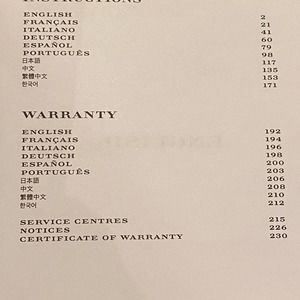 INSTRUCTIONS
ENGLISH 2
FRANÇAIS 21
ITALIANO 41
DEUTSCH 60
ESPAÑOL 79
PORTUGUÊS 98
日本語 117
中文 135
繁體中文 153
한국어 171
WARRANTY
ENGLISH 192
FRANÇAIS 194
ITALIANO 196
DEUTSCH 198
ESPAÑOL 200
PORTUGUÊS 203
日本語 206
中文 208
繁體中文 210
한국어 212
SERVICE CENTRES 215
NOTICES 226
CERTIFICATE OF WARRANTY 230